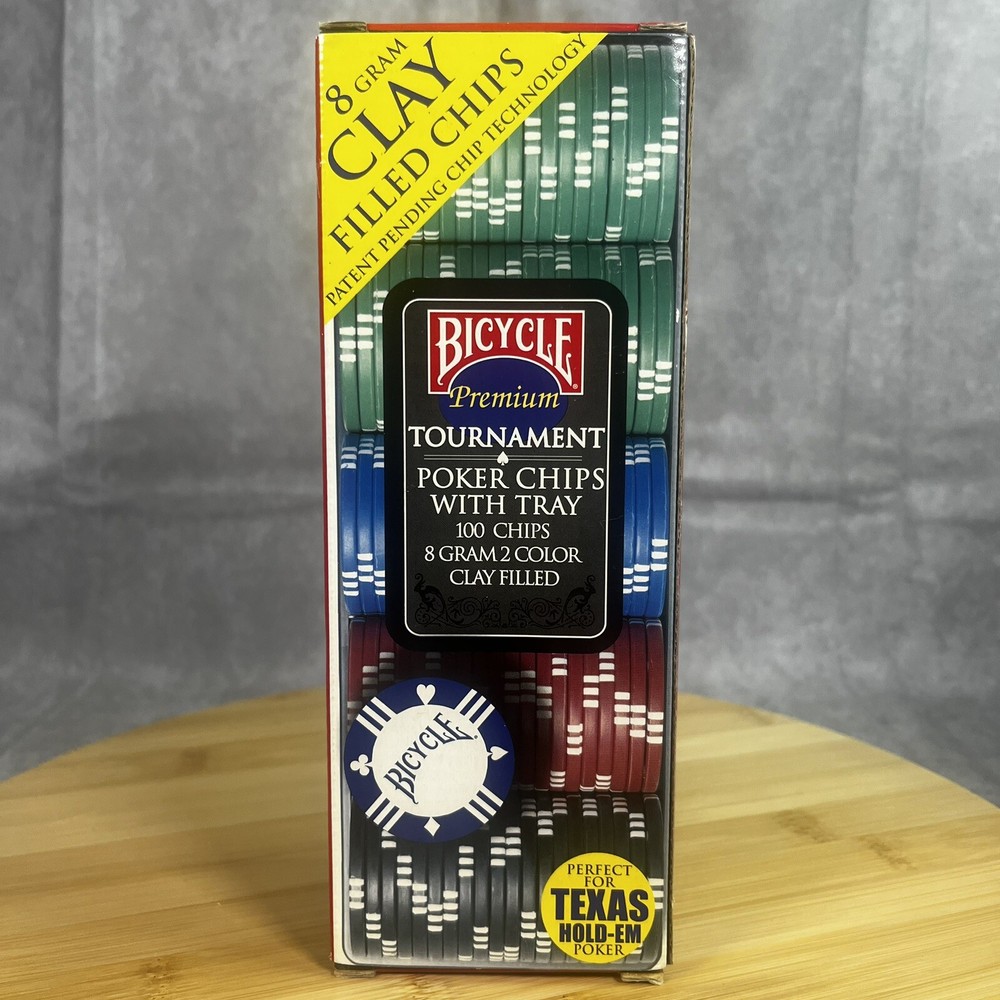 8 GRAM
CLAY
FILLED CHIPS
PATENT PENDING CHIP TECHNOLOGY
BICYCLE®
Premium
TOURNAMENT
POKER CHIPS
WITH TRAY
100 CHIPS
8 GRAM 2 COLOR
CLAY FILLED
BICYCLE
PERFECT
FOR
TEXAS
HOLD-EM
POKER